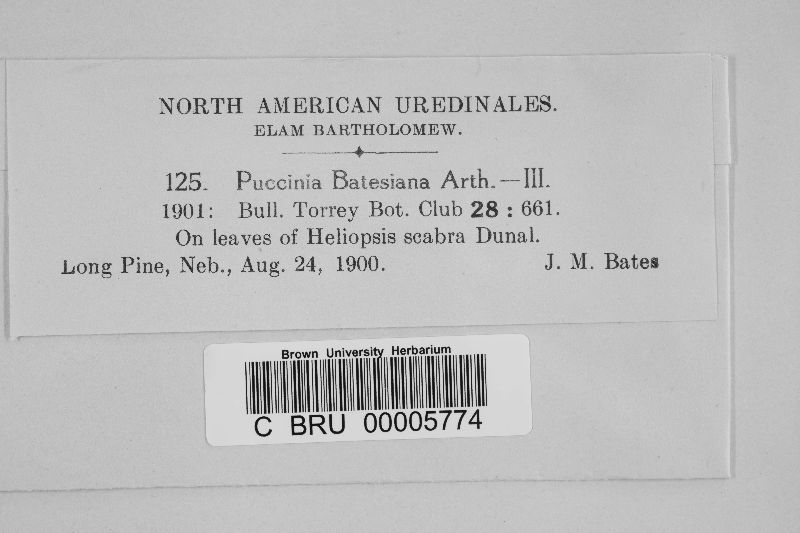 NORTH AMERICAN UREDINALES.
ELAM BARTHOLOMEW.
125. Puccinia Batesiana Arth.—III.
1901: Bull. Torrey Bot. Club 28 : 661.
On leaves of Heliopsis scabra Dunal.
Long Pine, Neb., Aug. 24, 1900. J. M. Bates
Brown University Herbarium
C BRU 00005774